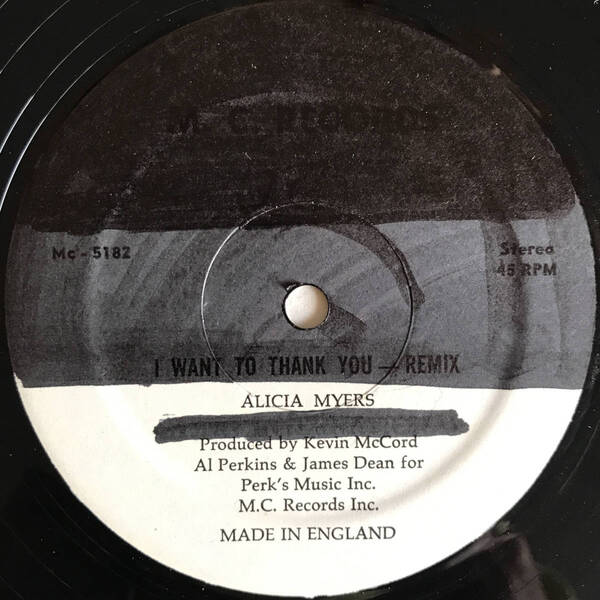 M. C. RECORDS
Mc - 5182
Stereo
45 RPM
I WANT TO THANK YOU — REMIX
ALICIA MYERS
Produced by Kevin McCord
Al Perkins & James Dean for
Perk's Music Inc.
M.C. Records Inc.
MADE IN ENGLAND